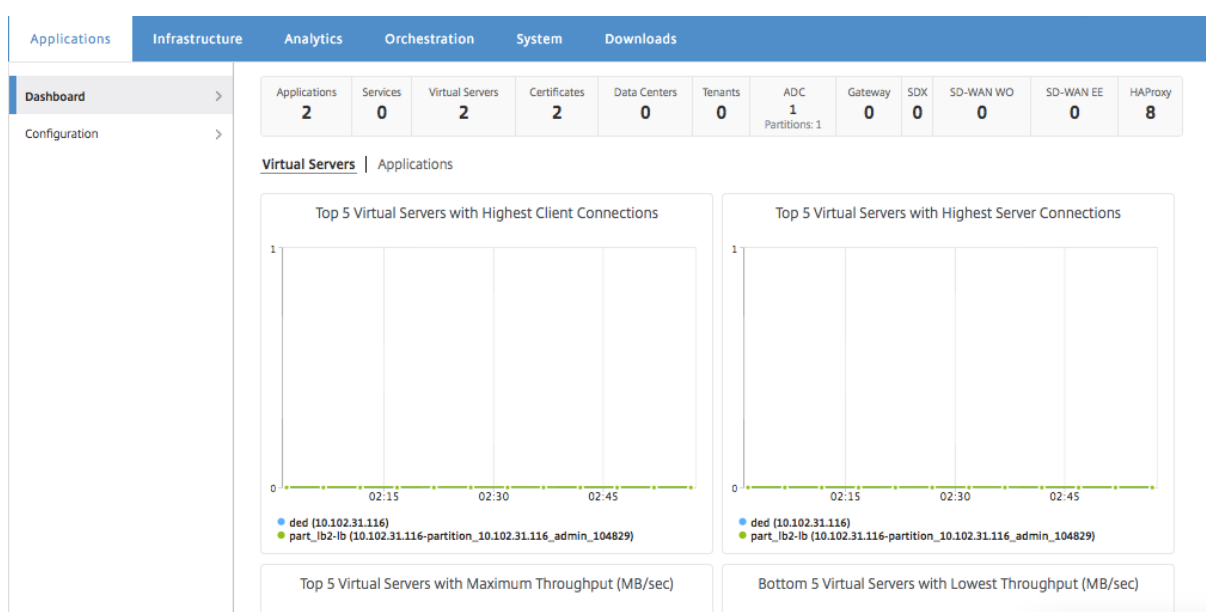 Applications Infrastructure Analytics Orchestration System Downloads
Dashboard
Configuration
Applications Services Virtual Servers Certificates Data Centers Tenants ADC Gateway SDX SD-WAN WO SD-WAN EE HAProxy
2 0 2 2 0 0 1 0 0 0 0 8
Partitions: 1
Virtual Servers | Applications
Top 5 Virtual Servers with Highest Client Connections
1
0
02:15 02:30 02:45
ded (10.102.31.116)
part_lb2-lb (10.102.31.116-partition_10.102.31.116_admin_104829)
Top 5 Virtual Servers with Highest Server Connections
1
0
02:15 02:30 02:45
ded (10.102.31.116)
part_lb2-lb (10.102.31.116-partition_10.102.31.116_admin_104829)
Top 5 Virtual Servers with Maximum Throughput (MB/sec)
Bottom 5 Virtual Servers with Lowest Throughput (MB/sec)